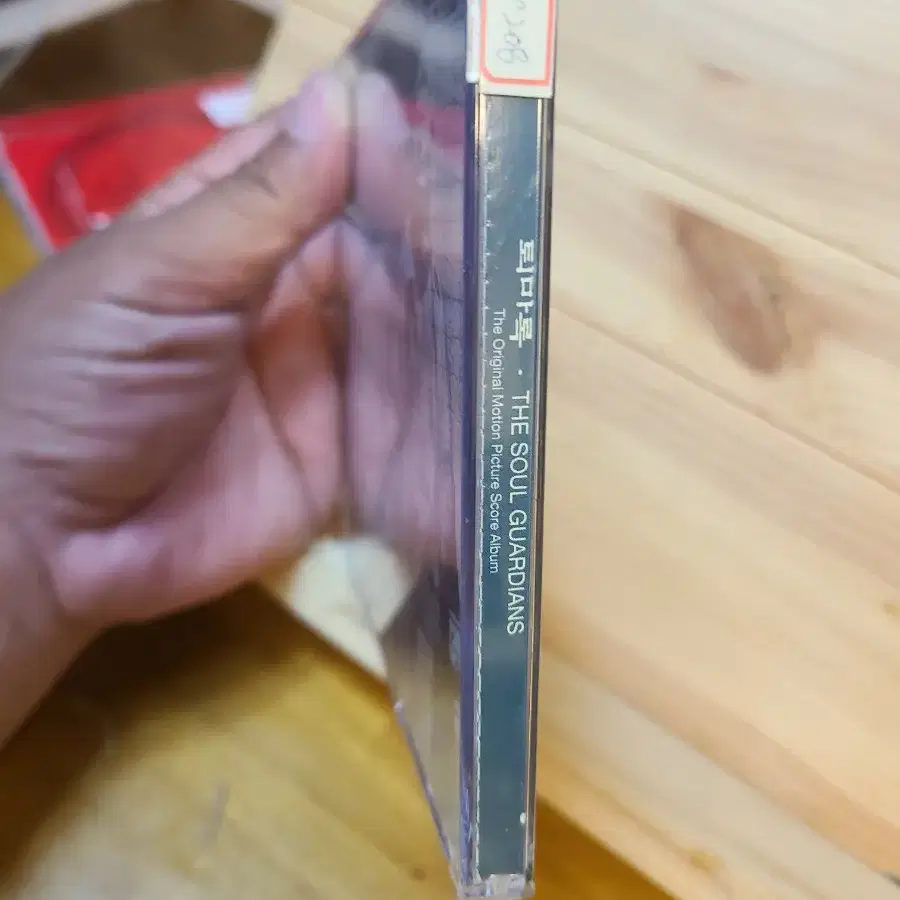 퇴마록 · THE SOUL GUARDIANS
The Original Motion Picture Score Album